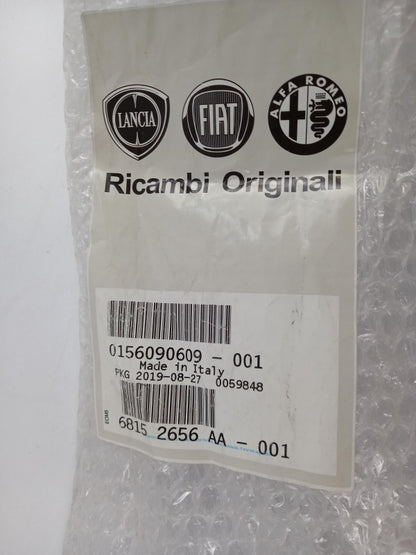 LANCIA
FIAT
ALFA ROMEO
Ricambi Originali
0156090609 - 001
Made in Italy
PKG 2019-08-27 0059848
6815 2656 AA - 001